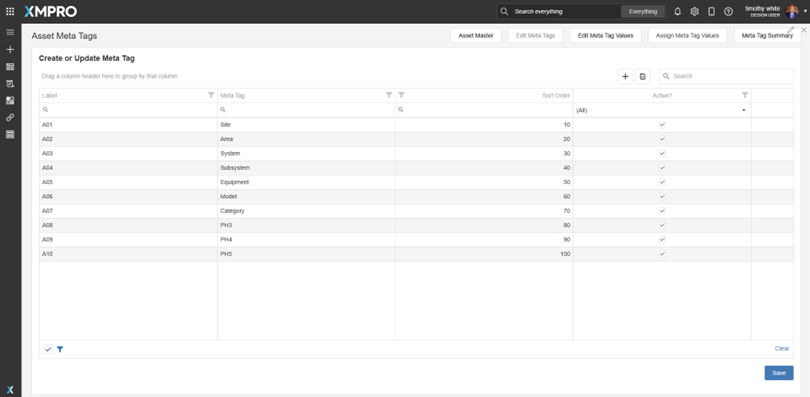 XMPRO
Search everything
Everything
timothy white
DESIGN USER
Asset Meta Tags
Asset Master
Edit Meta Tags
Edit Meta Tag Values
Assign Meta Tag Values
Meta Tag Summary
Create or Update Meta Tag
Drag a column header here to group by that column
Search
Label Meta Tag Sort Order Active?
(All)
A01 Site 10
A02 Area 20
A03 System 30
A04 Subsystem 40
A05 Equipment 50
A06 Model 60
A07 Category 70
A08 PH3 80
A09 PH4 90
A10 PH5 100
Clear
Save
X